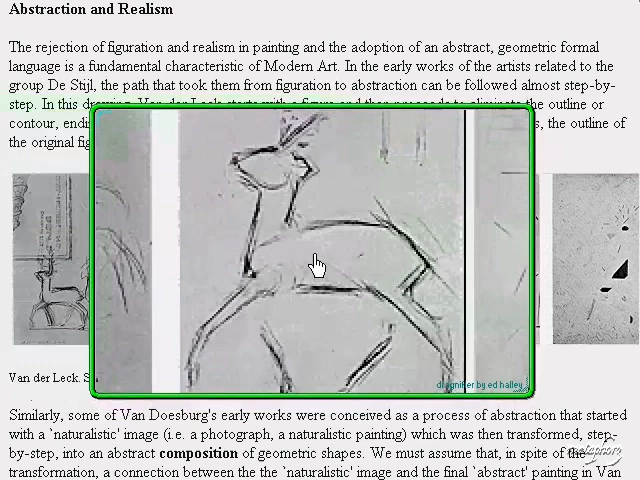 Abstraction and Realism
The rejection of figuration and realism in painting and the adoption of an abstract, geometric formal
language is a fundamental characteristic of Modern Art. In the early works of the artists related to the
group De Stijl, the path that took them from figuration to abstraction can be followed almost step-by-
step. In this drawing, Van der Leck starts with a figure and then proceeds to eliminate the outline or
contour, endi s, the outline of
the original fig
Van der Leck. S
dragnifier by ed halley
Similarly, some of Van Doesburg's early works were conceived as a process of abstraction that started
with a `naturalistic' image (i.e. a photograph, a naturalistic painting) which was then transformed, step-
by-step, into an abstract composition of geometric shapes. We must assume that, in spite of the
transformation, a connection between the the `naturalistic' image and the final `abstract' painting in Van